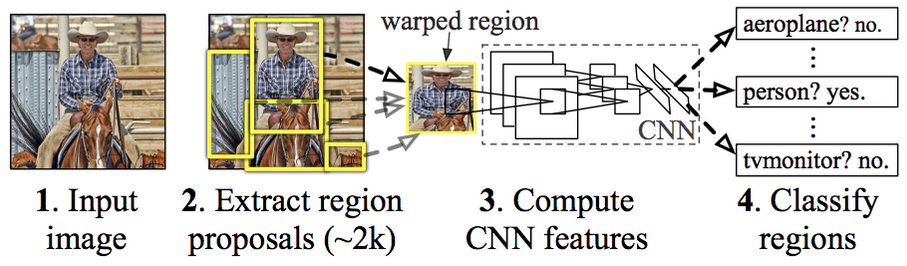 warped region
aeroplane? no.
⋮
person? yes.
⋮
tvmonitor? no.
CNN
1. Input
image
2. Extract region
proposals (~2k)
3. Compute
CNN features
4. Classify
regions